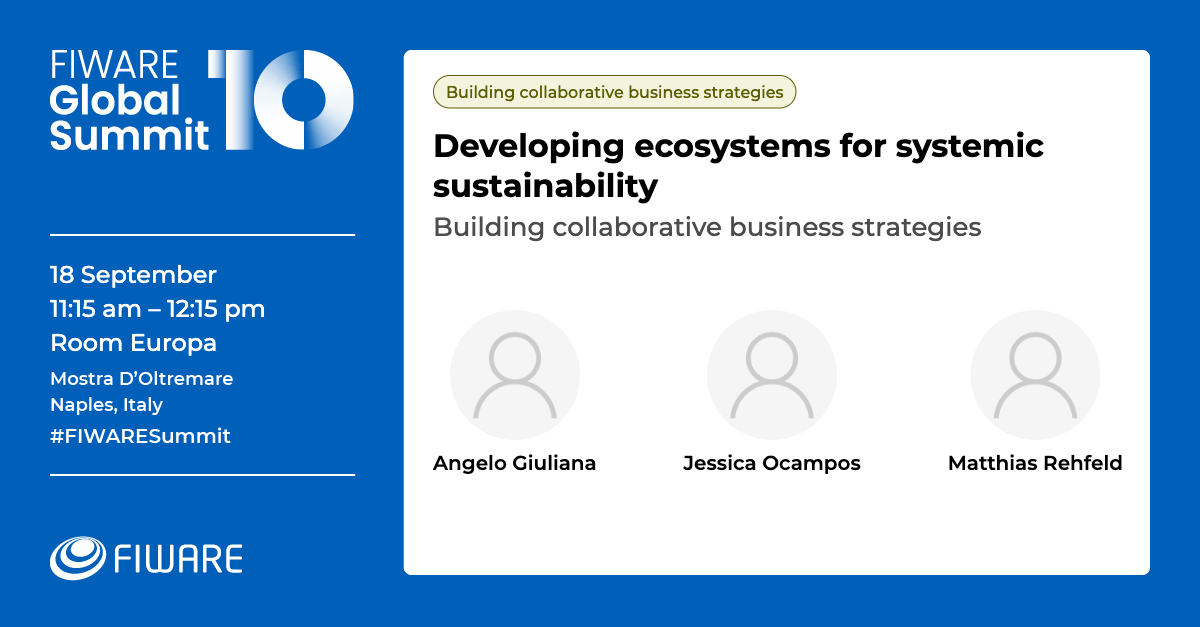 FIWARE
Global
Summit
10
18 September
11:15 am – 12:15 pm
Room Europa
Mostra D’Oltremare
Naples, Italy
#FIWARESummit
FIWARE
Building collaborative business strategies
Developing ecosystems for systemic
sustainability
Building collaborative business strategies
Angelo Giuliana
Jessica Ocampos
Matthias Rehfeld